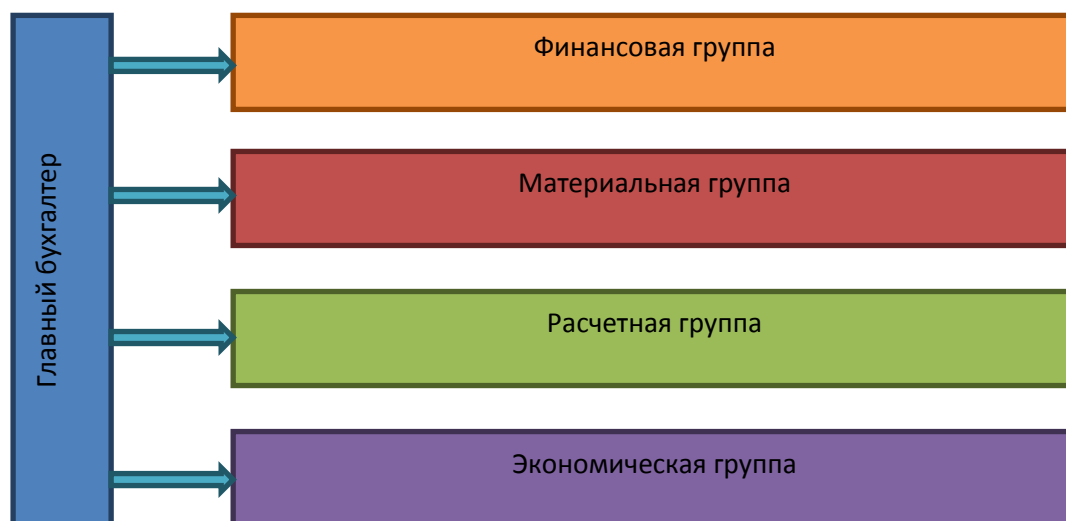 Главный бухгалтер
Финансовая группа
Материальная группа
Расчетная группа
Экономическая группа